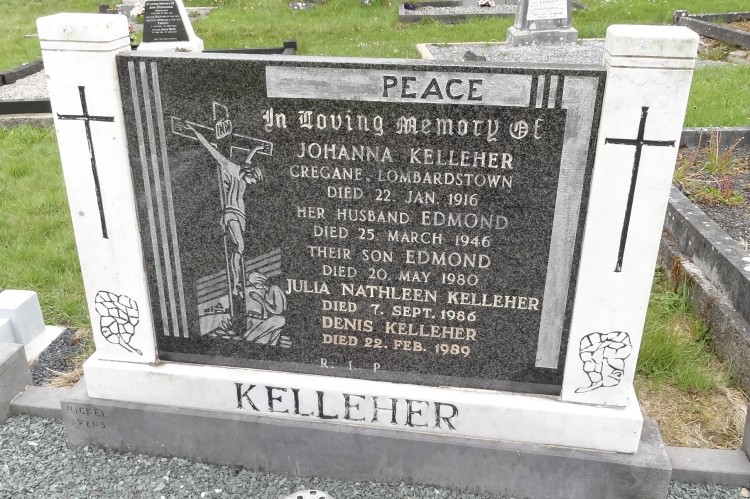 PEACE
In Loving Memory Of
JOHANNA KELLEHER
CREGANE, LOMBARDSTOWN
DIED 22. JAN. 1916
HER HUSBAND EDMOND
DIED 25. MARCH 1946
THEIR SON EDMOND
DIED 20. MAY 1980
JULIA NATHLEEN KELLEHER
DIED 7. SEPT. 1986
DENIS KELLEHER
DIED 22. FEB. 1989
R. I. P
KELLEHER
HICKEY